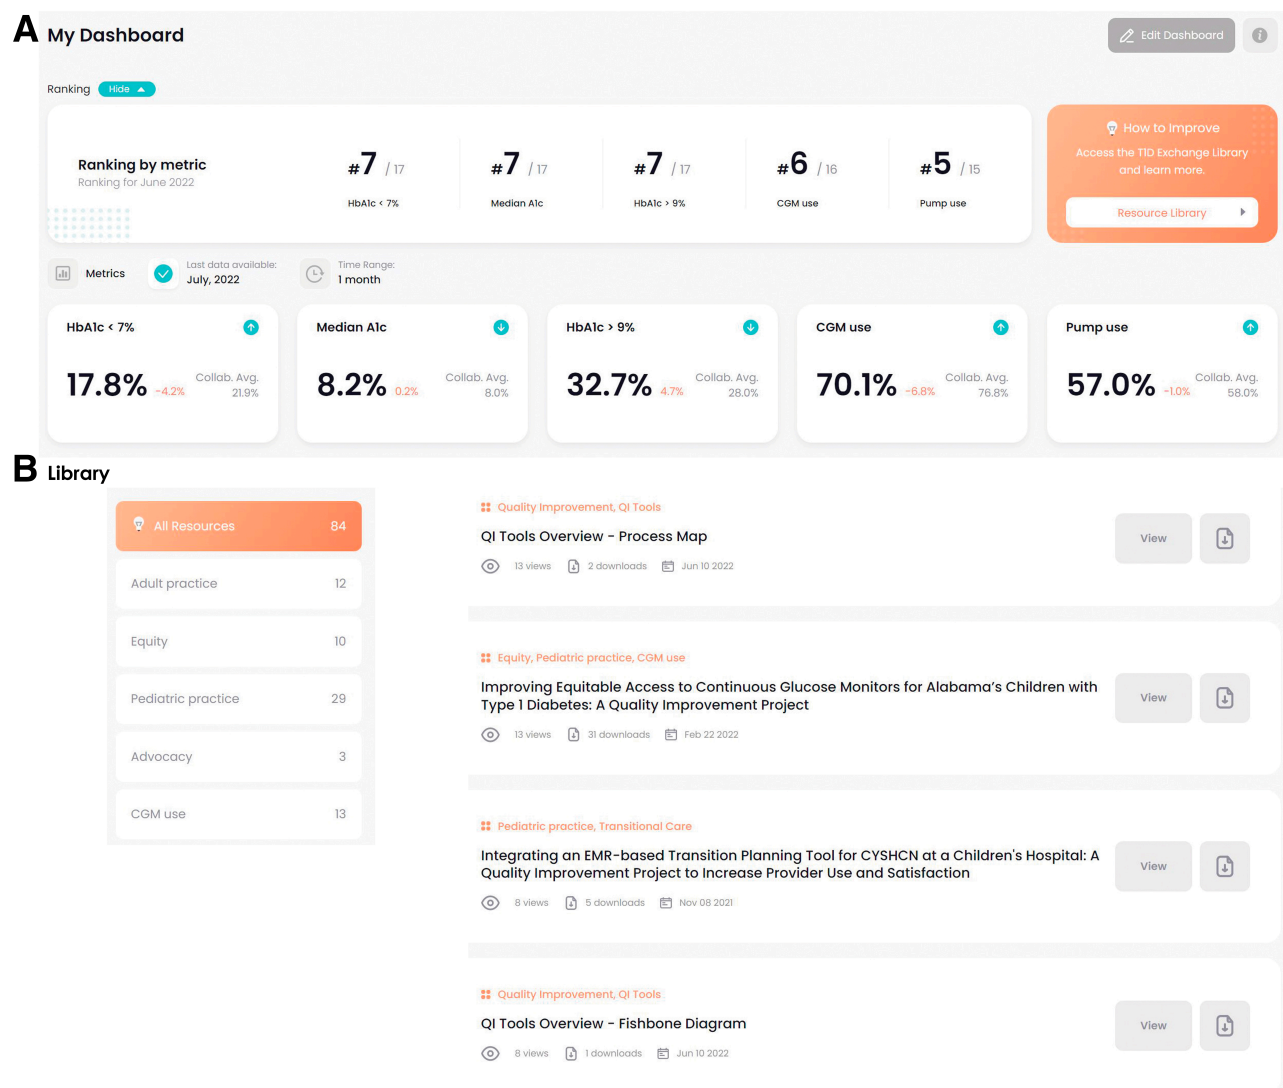 A
My Dashboard
Edit Dashboard
Ranking Hide
Ranking by metric
Ranking for June 2022
#7 / 17
HbA1c < 7%
#7 / 17
Median A1c
#7 / 17
HbA1c > 9%
#6 / 16
CGM use
#5 / 15
Pump use
How to Improve
Access the T1D Exchange Library
and learn more.
Resource Library
Metrics
Last data available:
July, 2022
Time Range:
1 month
HbA1c < 7%
17.8% -4.2%
Collab. Avg.
21.9%
Median A1c
8.2% 0.2%
Collab. Avg.
8.0%
HbA1c > 9%
32.7% 4.7%
Collab. Avg.
28.0%
CGM use
70.1% -6.8%
Collab. Avg.
76.8%
Pump use
57.0% -1.0%
Collab. Avg.
58.0%
B
Library
All Resources 84
Adult practice 12
Equity 10
Pediatric practice 29
Advocacy 3
CGM use 13
Quality Improvement, QI Tools
QI Tools Overview - Process Map
13 views 2 downloads Jun 10 2022
View
Equity, Pediatric practice, CGM use
Improving Equitable Access to Continuous Glucose Monitors for Alabama's Children with
Type 1 Diabetes: A Quality Improvement Project
13 views 31 downloads Feb 22 2022
View
Pediatric practice, Transitional Care
Integrating an EMR-based Transition Planning Tool for CYSHCN at a Children's Hospital: A
Quality Improvement Project to Increase Provider Use and Satisfaction
8 views 5 downloads Nov 08 2021
View
Quality Improvement, QI Tools
QI Tools Overview - Fishbone Diagram
8 views 1 downloads Jun 10 2022
View